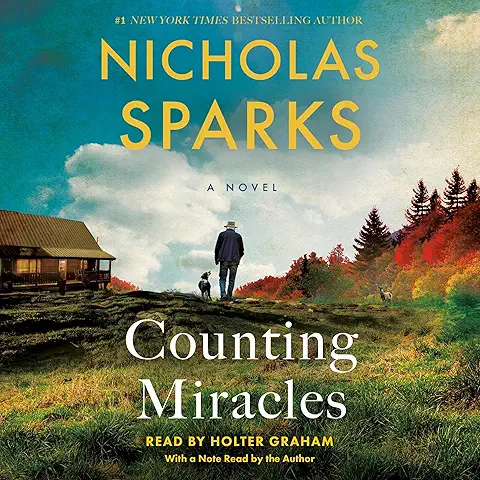 #1 NEW YORK TIMES BESTSELLING AUTHOR
NICHOLAS
SPARKS
A NOVEL
Counting
Miracles
READ BY HOLTER GRAHAM
With a Note Read by the Author